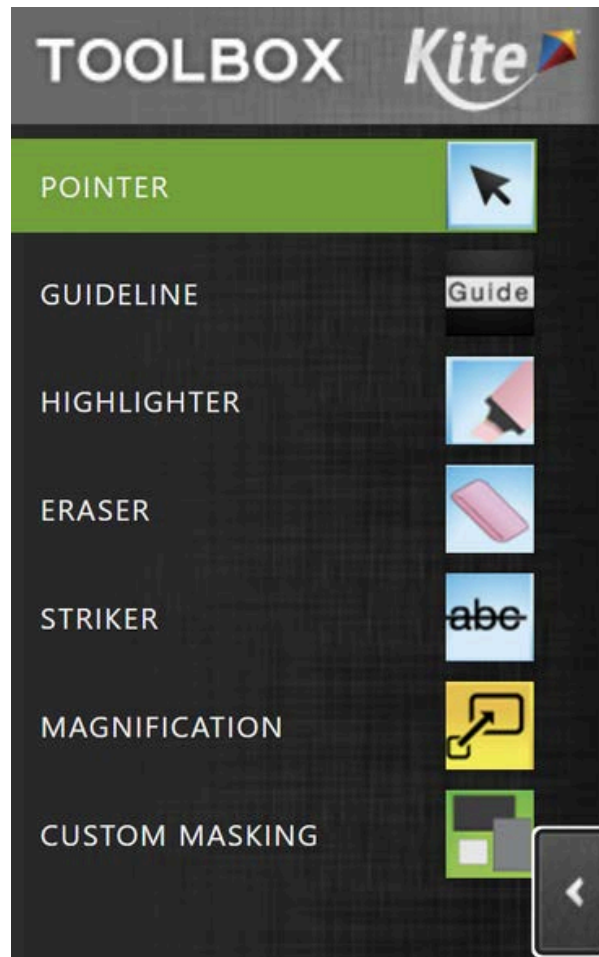 TOOLBOX Kite
POINTER
GUIDELINE Guide
HIGHLIGHTER
ERASER
STRIKER abc
MAGNIFICATION
CUSTOM MASKING